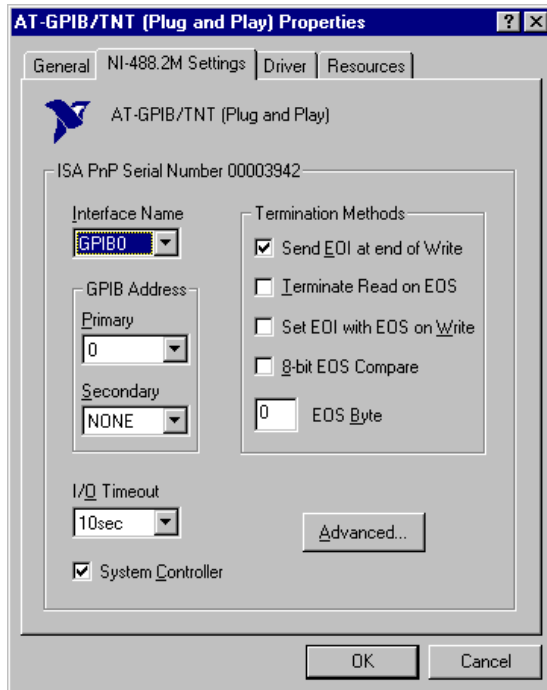 AT-GPIB/TNT (Plug and Play) Properties
General
NI-488.2M Settings
Driver
Resources
AT-GPIB/TNT (Plug and Play)
ISA PnP Serial Number 00003942
Interface Name
GPIB0
GPIB Address
Primary
0
Secondary
NONE
Termination Methods
Send EOI at end of Write
Terminate Read on EOS
Set EOI with EOS on Write
8-bit EOS Compare
0 EOS Byte
I/O Timeout
10sec
System Controller
Advanced...
OK
Cancel